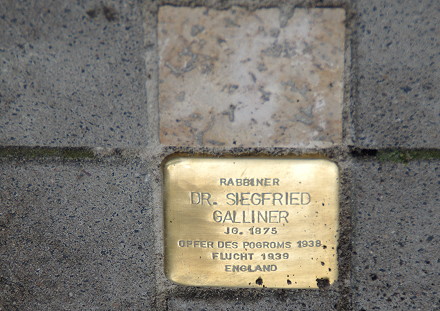 RABBINER
DR. SIEGFRIED
GALLINER
JG. 1875
OPFER DES POGROMS 1938
FLUCHT 1939
ENGLAND